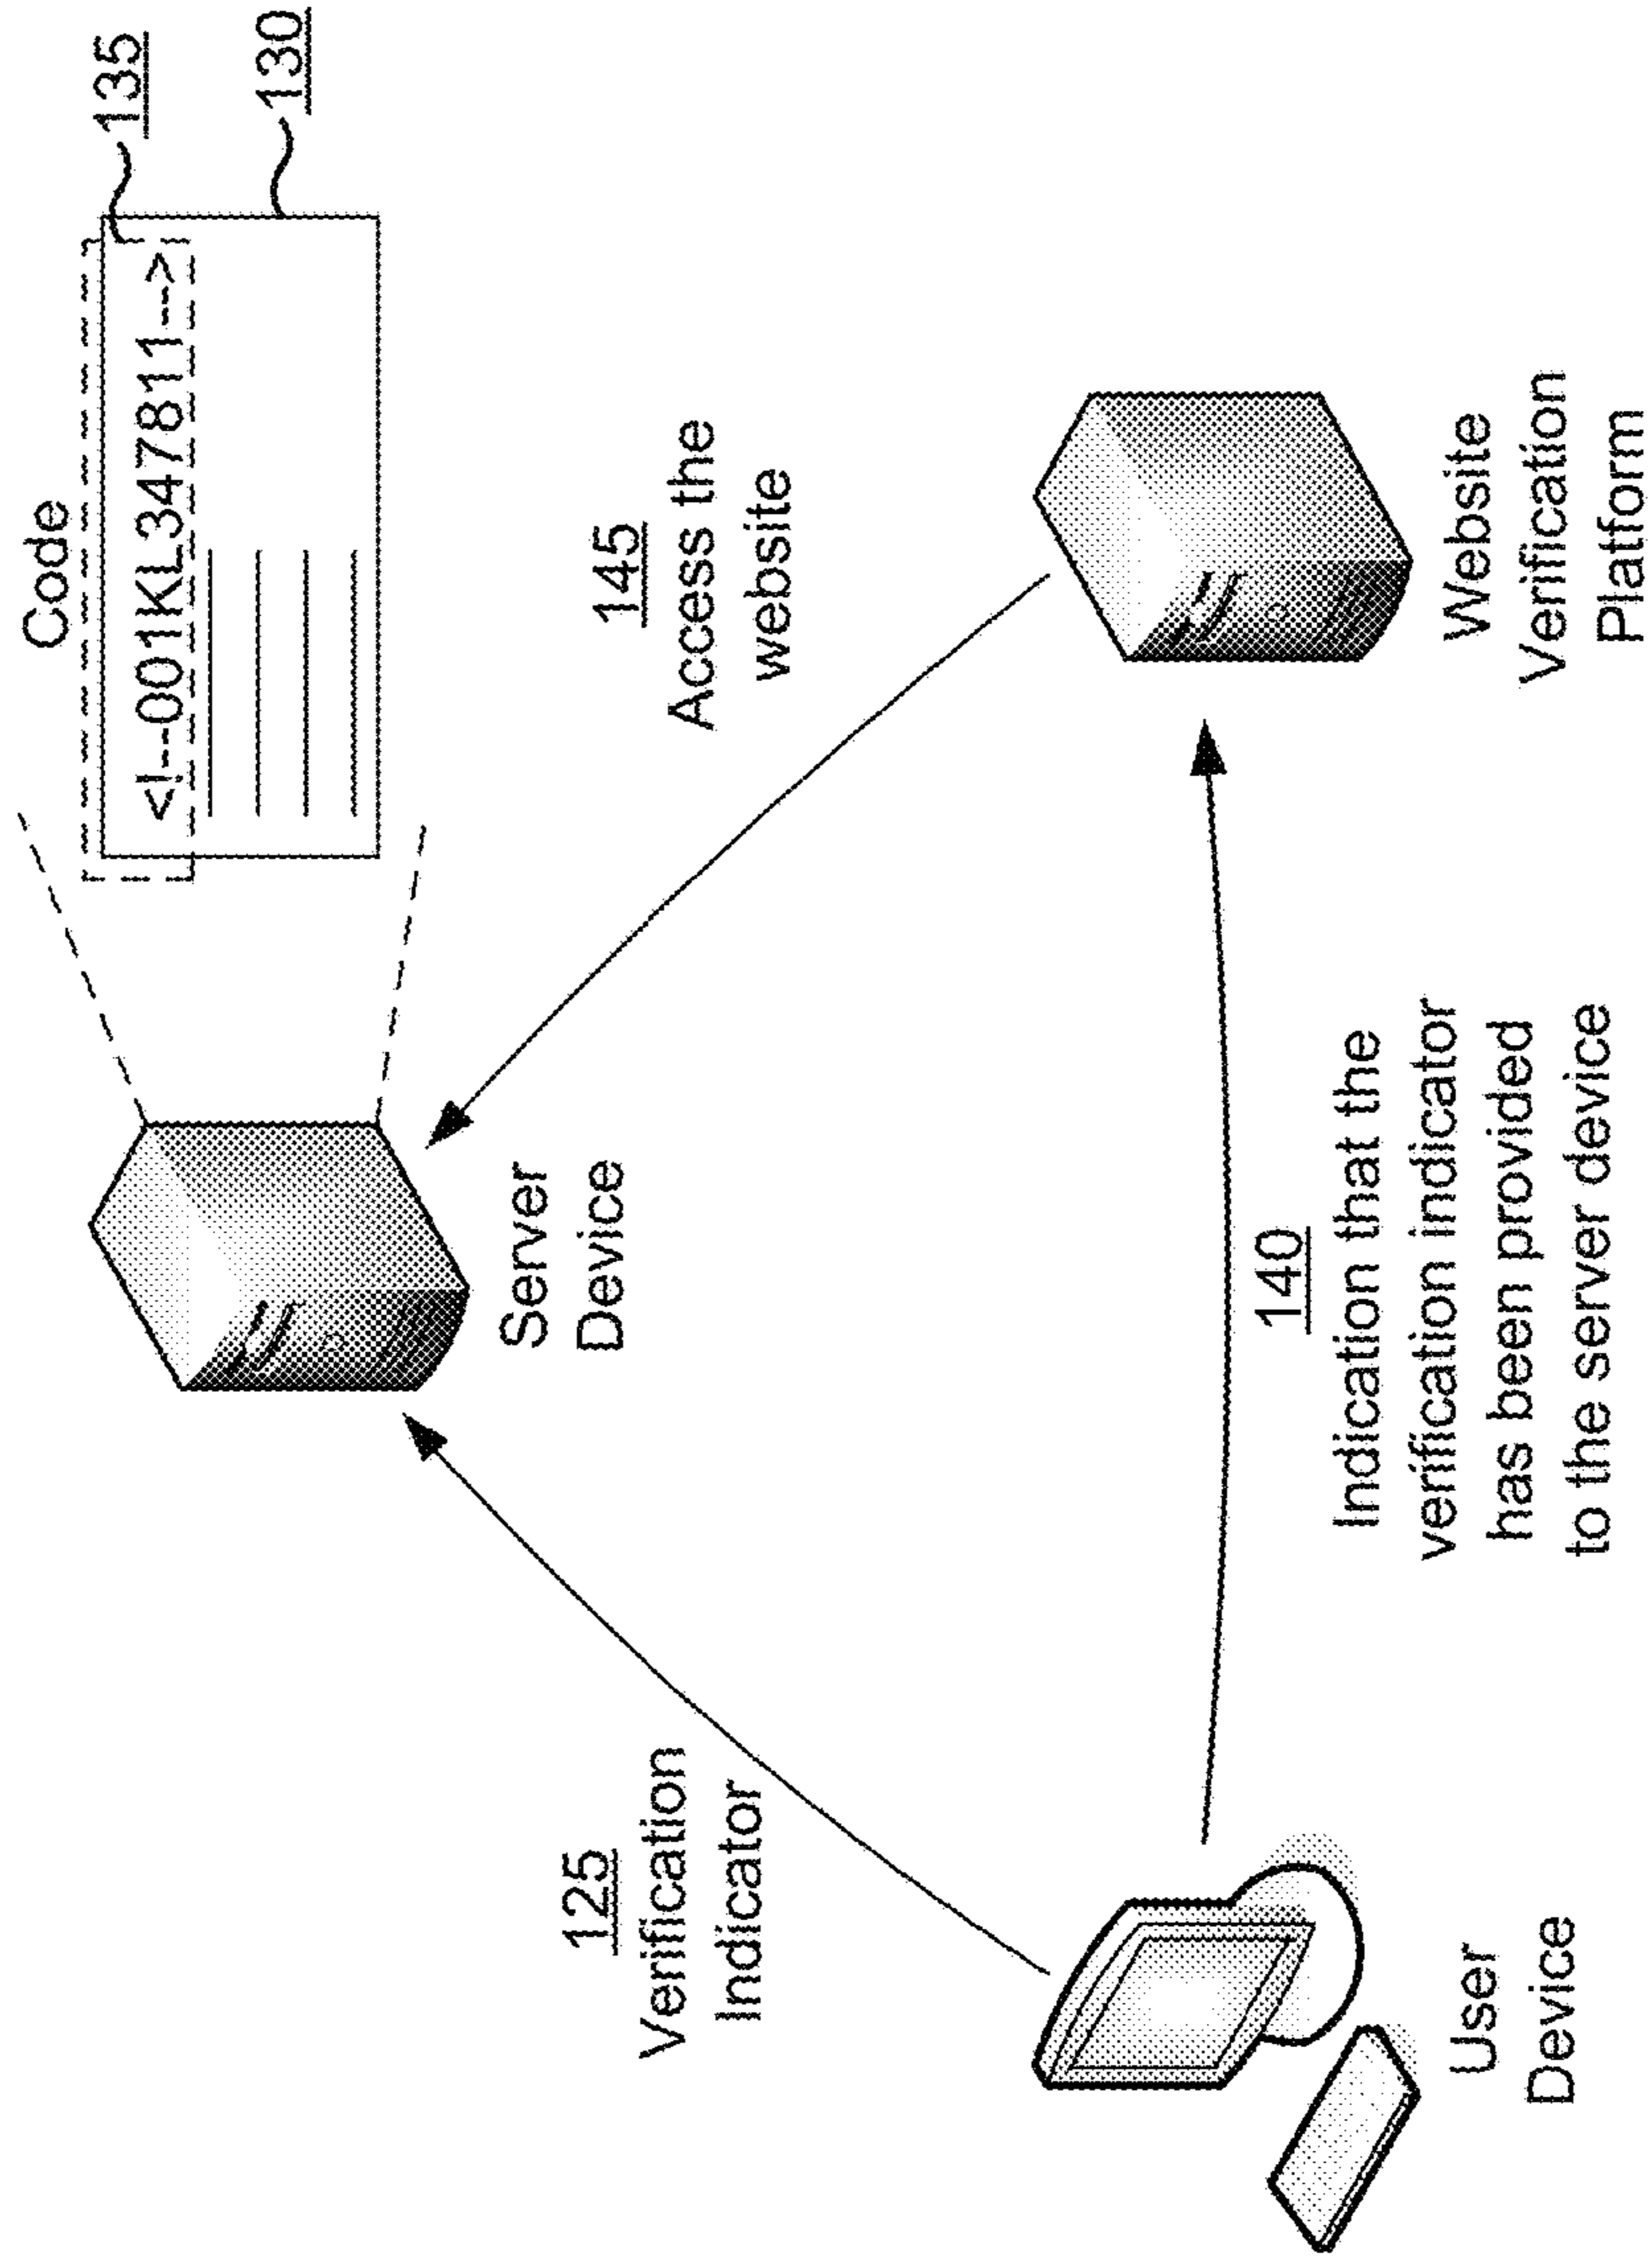 Code
<!--001KL347811-->
135
130
Server
Device
125
Verification
Indicator
145
Access the
website
140
Indication that the
verification indicator
has been provided
to the server device
User
Device
Website
Verification
Platform